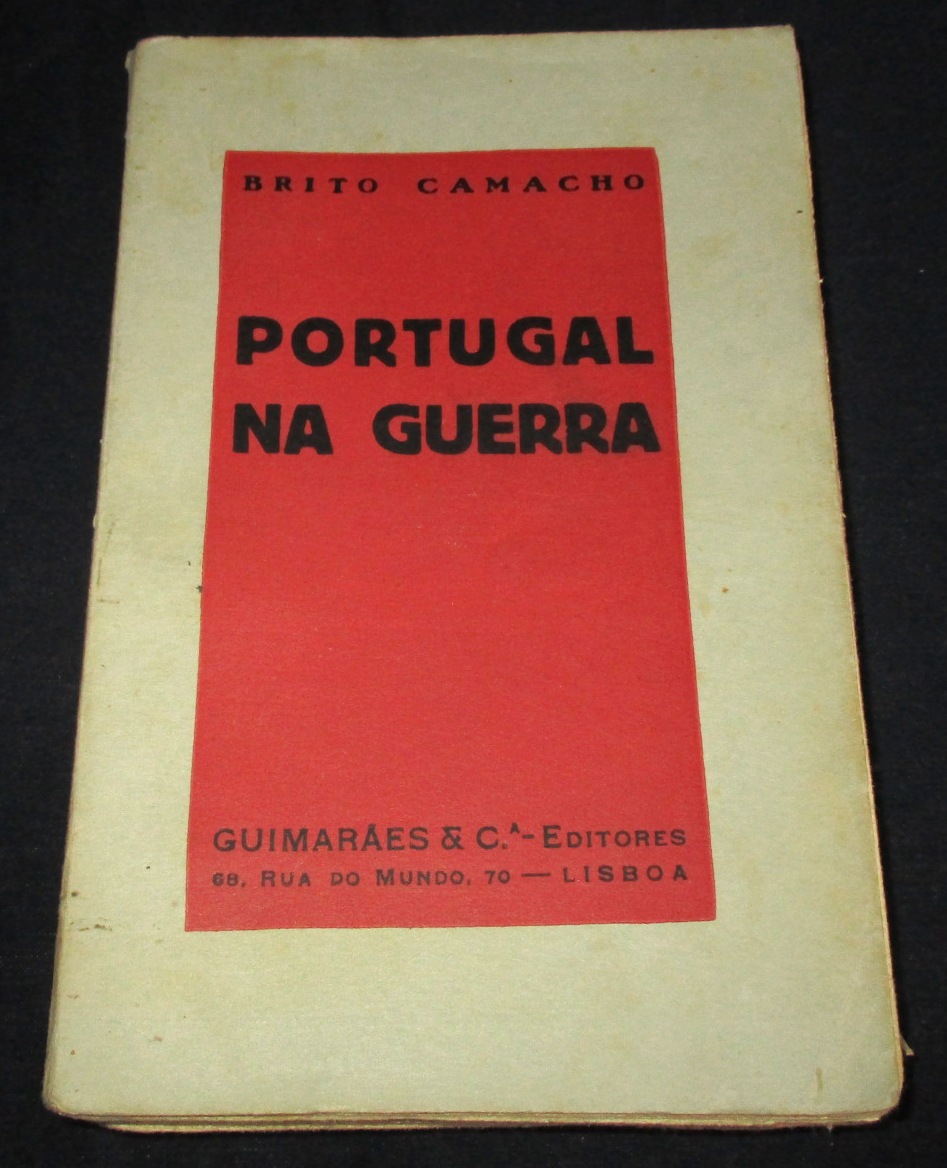 BRITO CAMACHO
PORTUGAL
NA GUERRA
GUIMARÃES & C.ᴬ - EDITORES
68, RUA DO MUNDO, 70 — LISBOA